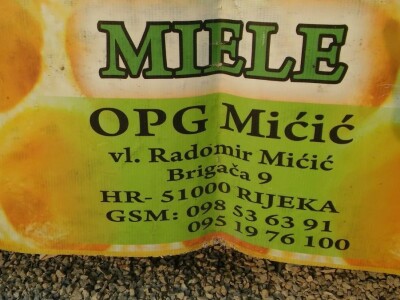 MIELE
OPG Mićić
vl. Radomir Mićić
Brigača 9
HR- 51000 RIJEKA
GSM: 098 53 63 91
095 19 76 100